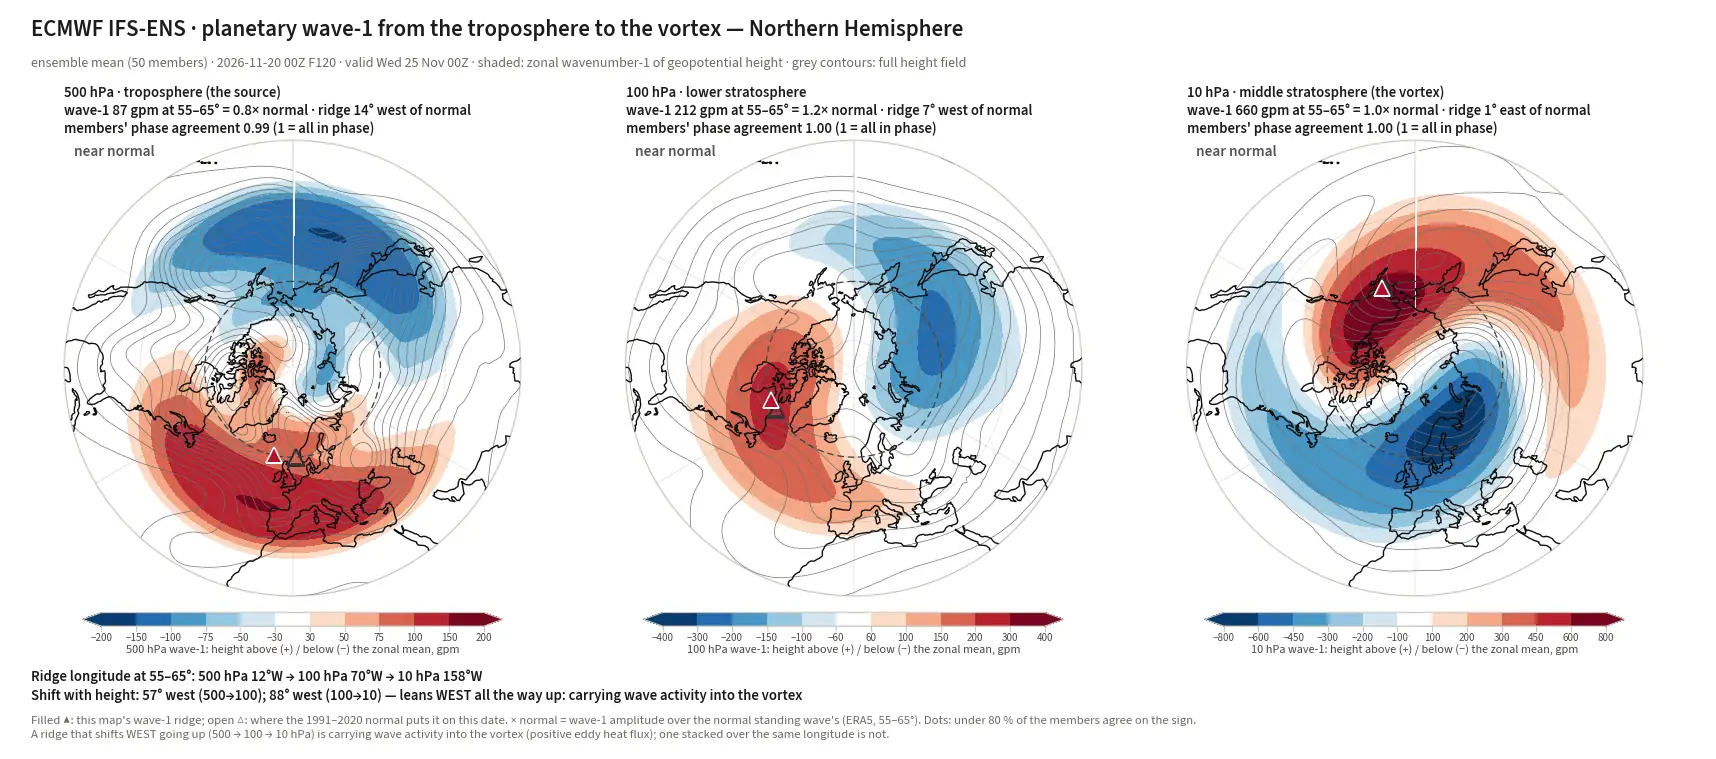 ECMWF IFS-ENS · planetary wave-1 from the troposphere to the vortex — Northern Hemisphere
ensemble mean (50 members) · 2026-11-20 00Z F120 · valid Wed 25 Nov 00Z · shaded: zonal wavenumber-1 of geopotential height · grey contours: full height field
500 hPa · troposphere (the source)
wave-1 87 gpm at 55–65° = 0.8× normal · ridge 14° west of normal
members' phase agreement 0.99 (1 = all in phase)
near normal
100 hPa · lower stratosphere
wave-1 212 gpm at 55–65° = 1.2× normal · ridge 7° west of normal
members' phase agreement 1.00 (1 = all in phase)
near normal
10 hPa · middle stratosphere (the vortex)
wave-1 660 gpm at 55–65° = 1.0× normal · ridge 1° east of normal
members' phase agreement 1.00 (1 = all in phase)
near normal
−200 −150 −100 −75 −50 −30 30 50 75 100 150 200
500 hPa wave-1: height above (+) / below (−) the zonal mean, gpm
−400 −300 −200 −150 −100 −60 60 100 150 200 300 400
100 hPa wave-1: height above (+) / below (−) the zonal mean, gpm
−800 −600 −450 −300 −200 −100 100 200 300 450 600 800
10 hPa wave-1: height above (+) / below (−) the zonal mean, gpm
Ridge longitude at 55–65°: 500 hPa 12°W → 100 hPa 70°W → 10 hPa 158°W
Shift with height: 57° west (500→100); 88° west (100→10) — leans WEST all the way up: carrying wave activity into the vortex
Filled ▲: this map's wave-1 ridge; open △: where the 1991–2020 normal puts it on this date. × normal = wave-1 amplitude over the normal standing wave's (ERA5, 55–65°). Dots: under 80 % of the members agree on the sign.
A ridge that shifts WEST going up (500 → 100 → 10 hPa) is carrying wave activity into the vortex (positive eddy heat flux); one stacked over the same longitude is not.